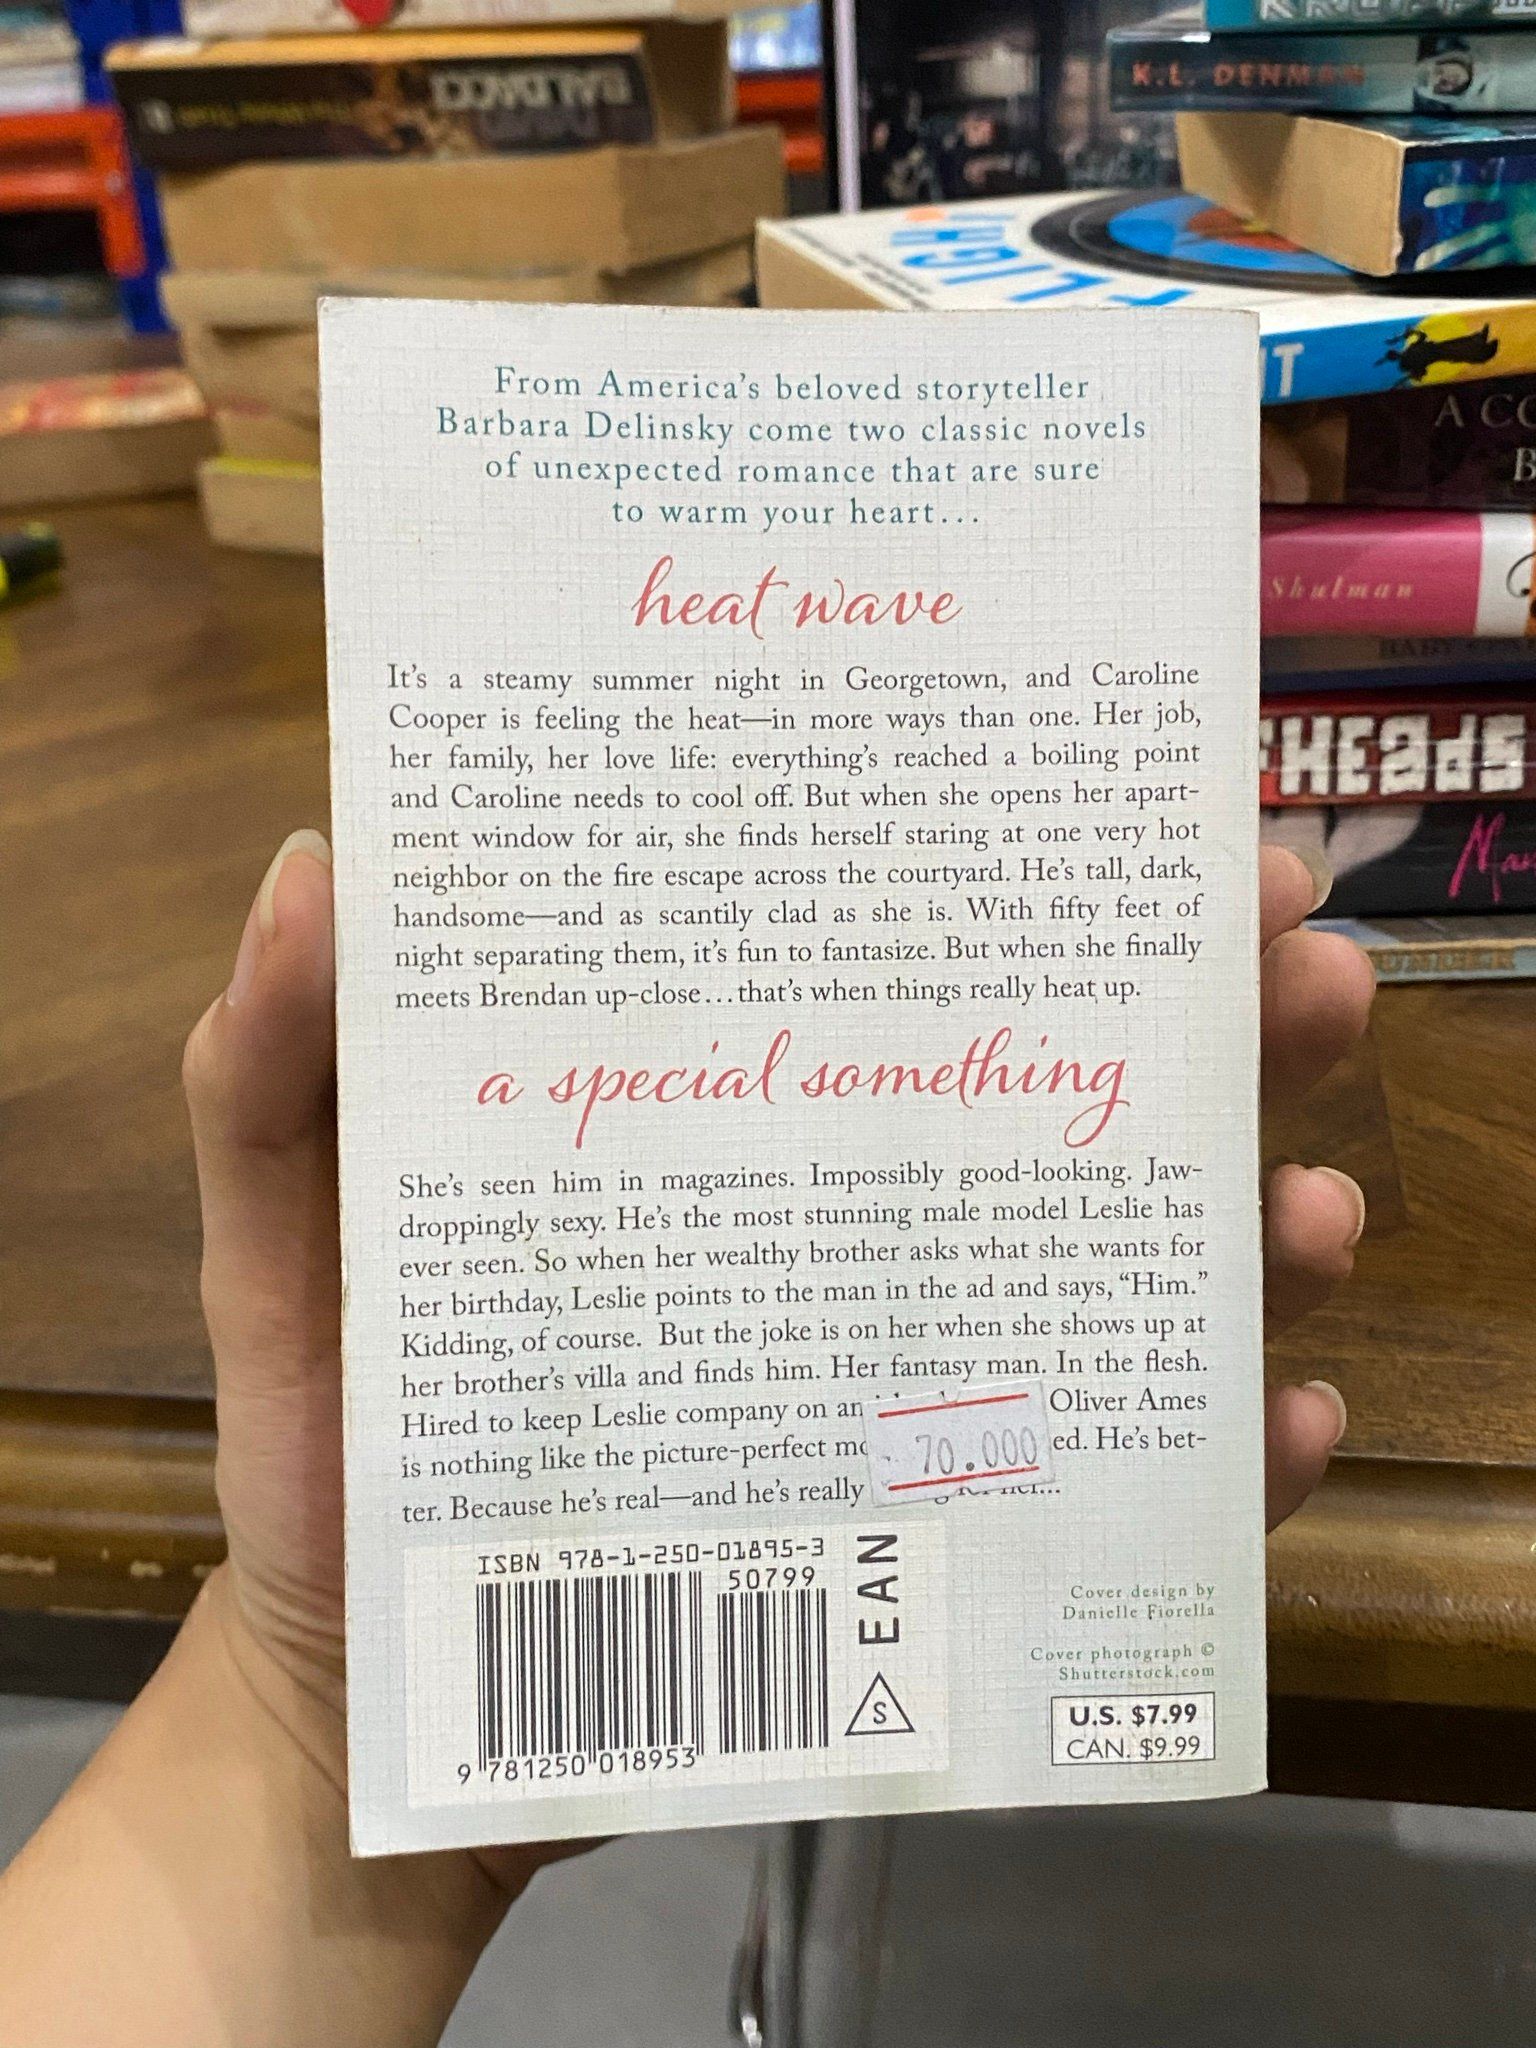 BALDACCI
DAVID
K.L. DENMAN
FLIGHT
Shulman
HEADS
From America's beloved storyteller
Barbara Delinsky come two classic novels
of unexpected romance that are sure
to warm your heart...
heat wave
It's a steamy summer night in Georgetown, and Caroline
Cooper is feeling the heat—in more ways than one. Her job,
her family, her love life: everything's reached a boiling point
and Caroline needs to cool off. But when she opens her apart-
ment window for air, she finds herself staring at one very hot
neighbor on the fire escape across the courtyard. He's tall, dark,
handsome—and as scantily clad as she is. With fifty feet of
night separating them, it's fun to fantasize. But when she finally
meets Brendan up-close...that's when things really heat up.
a special something
She's seen him in magazines. Impossibly good-looking. Jaw-
droppingly sexy. He's the most stunning male model Leslie has
ever seen. So when her wealthy brother asks what she wants for
her birthday, Leslie points to the man in the ad and says, “Him.”
Kidding, of course. But the joke is on her when she shows up at
her brother's villa and finds him. Her fantasy man. In the flesh.
Hired to keep Leslie company on an Oliver Ames
is nothing like the picture-perfect ed. He's bet-
ter. Because he's real—and he's really
70.000
ISBN 978-1-250-01895-3
50799
EAN
S
9 781250 018953
Cover design by
Danielle Fiorella
Cover photograph ©
Shutterstock.com
U.S. $7.99
CAN. $9.99